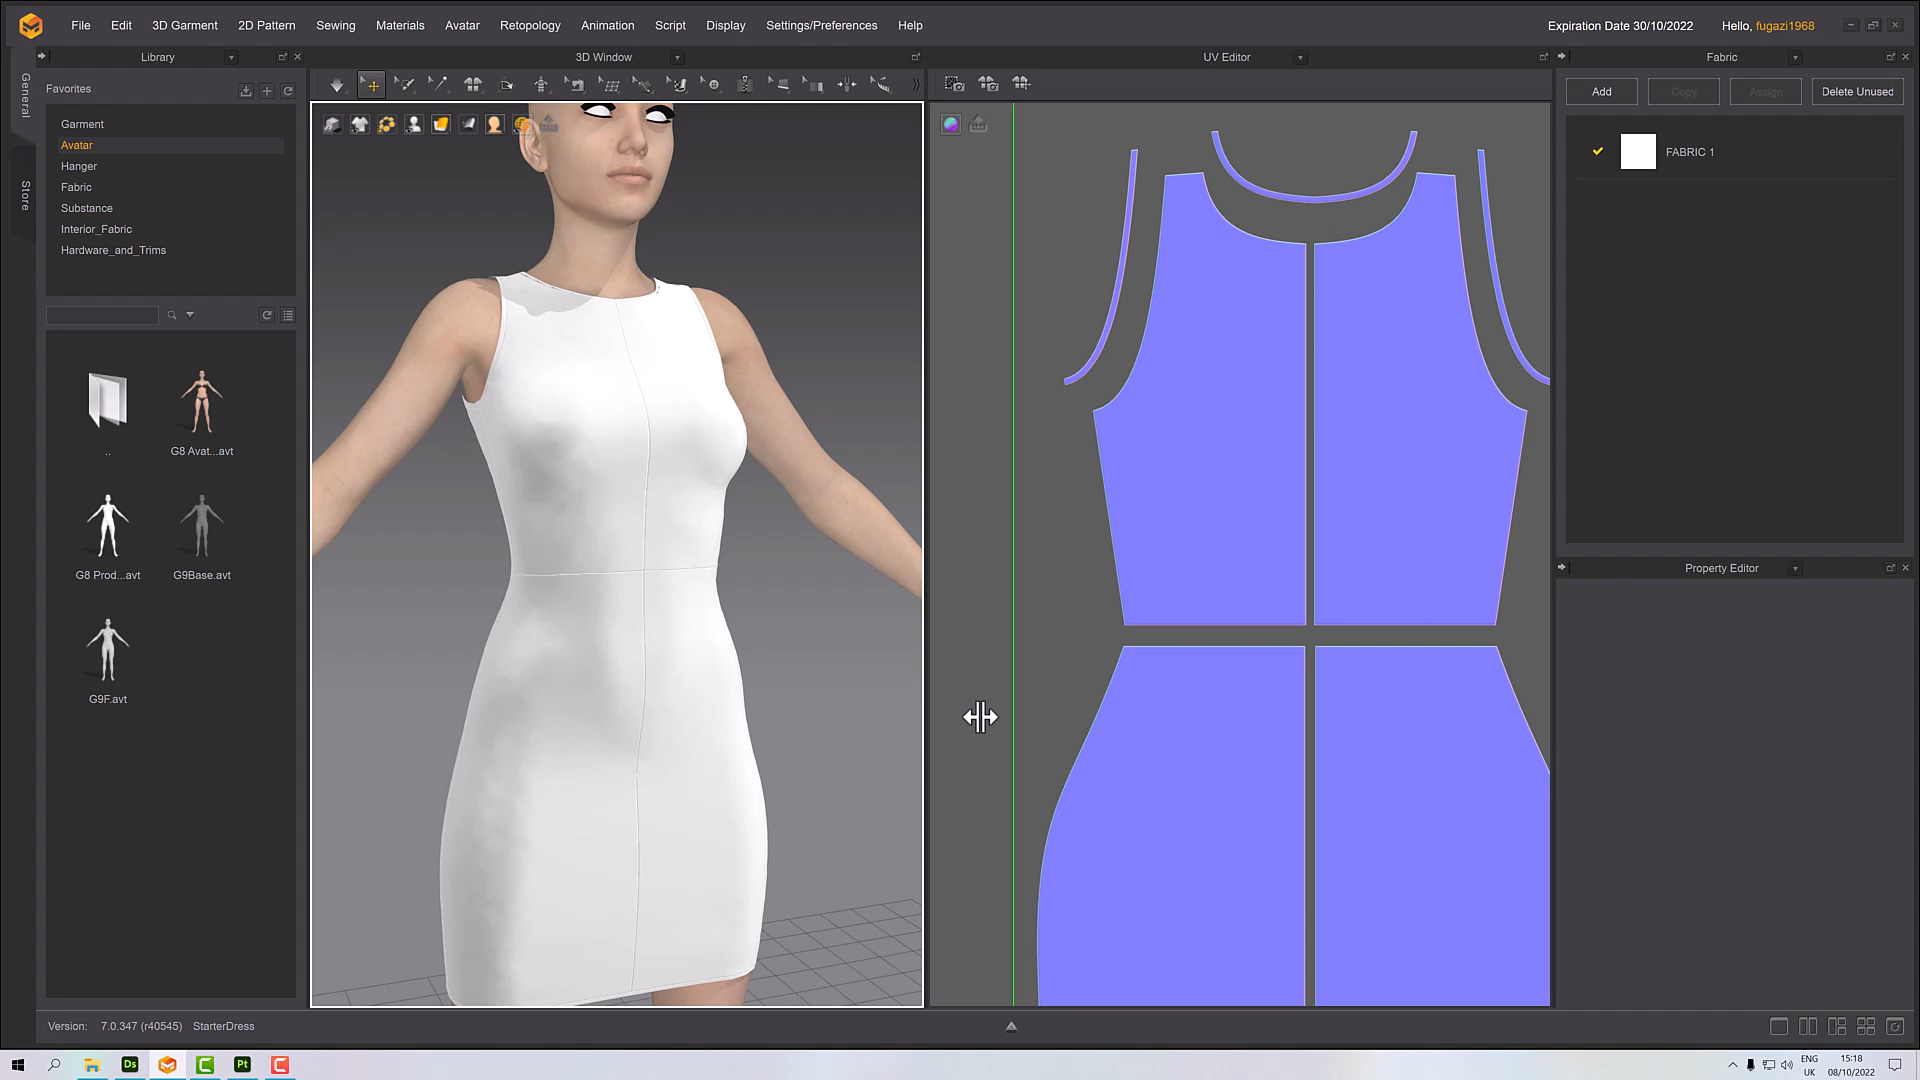 File Edit 3D Garment 2D Pattern Sewing Materials Avatar Retopology Animation Script Display Settings/Preferences Help Expiration Date 30/10/2022 Hello, fugazi1968
Library 3D Window UV Editor Fabric
General
Store
Favorites
Garment
Avatar
Hanger
Fabric
Substance
Interior_Fabric
Hardware_and_Trims
..
G8 Avat...avt
G8 Prod...avt
G9Base.avt
G9F.avt
Add Copy Assign Delete Unused
FABRIC 1
Property Editor
Version: 7.0.347 (r40545) StarterDress
Ds
Pt
ENG
UK
15:18
08/10/2022